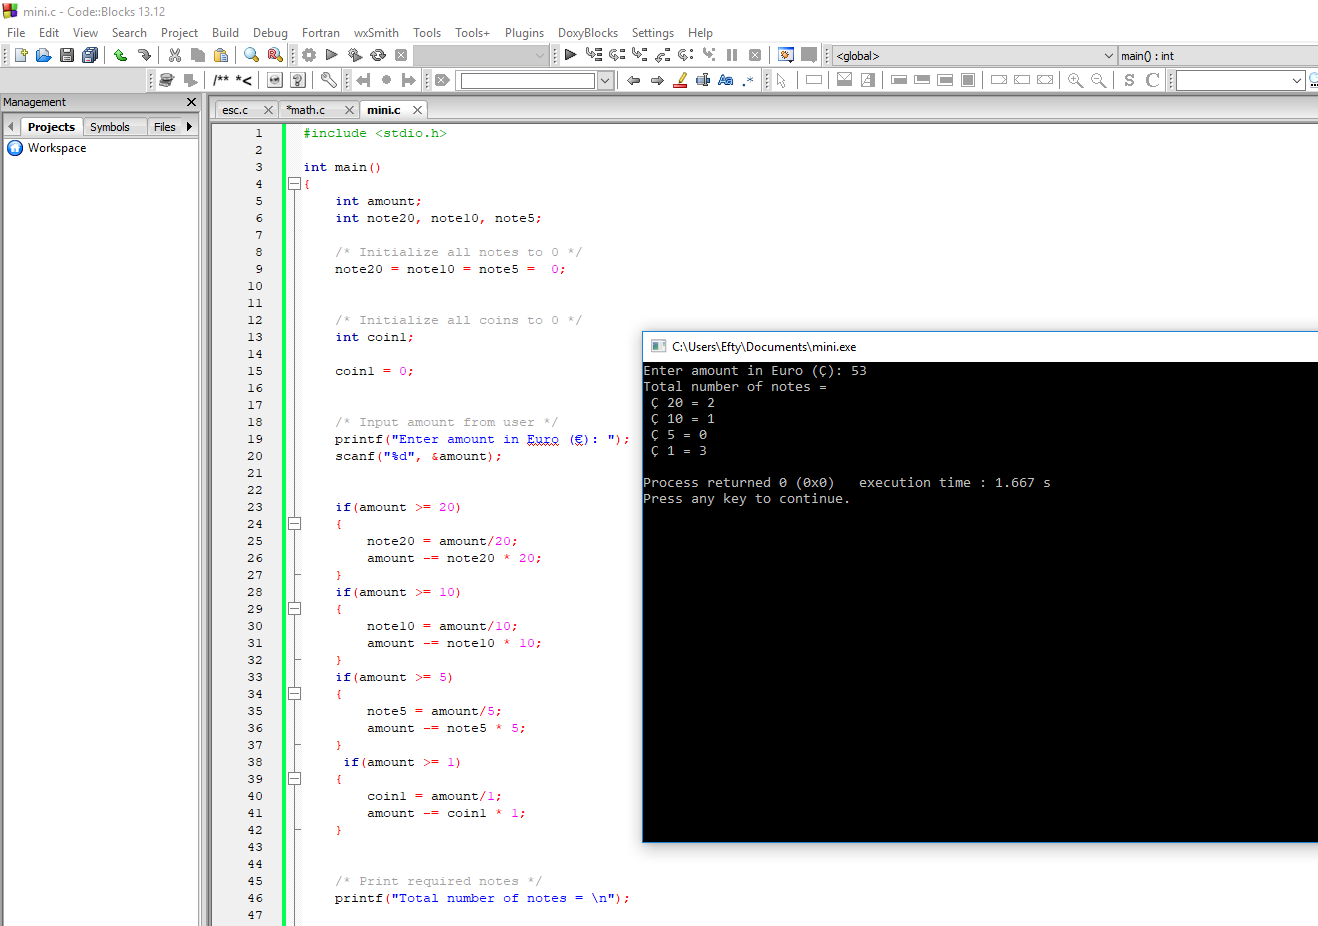 mini.c - Code::Blocks 13.12
File Edit View Search Project Build Debug Fortran wxSmith Tools Tools+ Plugins DoxyBlocks Settings Help
<global> main() : int
/** *<
Aa .* S C
Management
Projects Symbols Files
Workspace
esc.c *math.c mini.c
1 #include <stdio.h>
2
3 int main()
4 {
5 int amount;
6 int note20, note10, note5;
7
8 /* Initialize all notes to 0 */
9 note20 = note10 = note5 = 0;
10
11
12 /* Initialize all coins to 0 */
13 int coin1;
14
15 coin1 = 0;
16
17
18 /* Input amount from user */
19 printf("Enter amount in Euro (€): ");
20 scanf("%d", &amount);
21
22
23 if(amount >= 20)
24 {
25 note20 = amount/20;
26 amount -= note20 * 20;
27 }
28 if(amount >= 10)
29 {
30 note10 = amount/10;
31 amount -= note10 * 10;
32 }
33 if(amount >= 5)
34 {
35 note5 = amount/5;
36 amount -= note5 * 5;
37 }
38 if(amount >= 1)
39 {
40 coin1 = amount/1;
41 amount -= coin1 * 1;
42 }
43
44
45 /* Print required notes */
46 printf("Total number of notes = \n");
47
C:\Users\Efty\Documents\mini.exe
Enter amount in Euro (Ç): 53
Total number of notes =
Ç 20 = 2
Ç 10 = 1
Ç 5 = 0
Ç 1 = 3
Process returned 0 (0x0) execution time : 1.667 s
Press any key to continue.